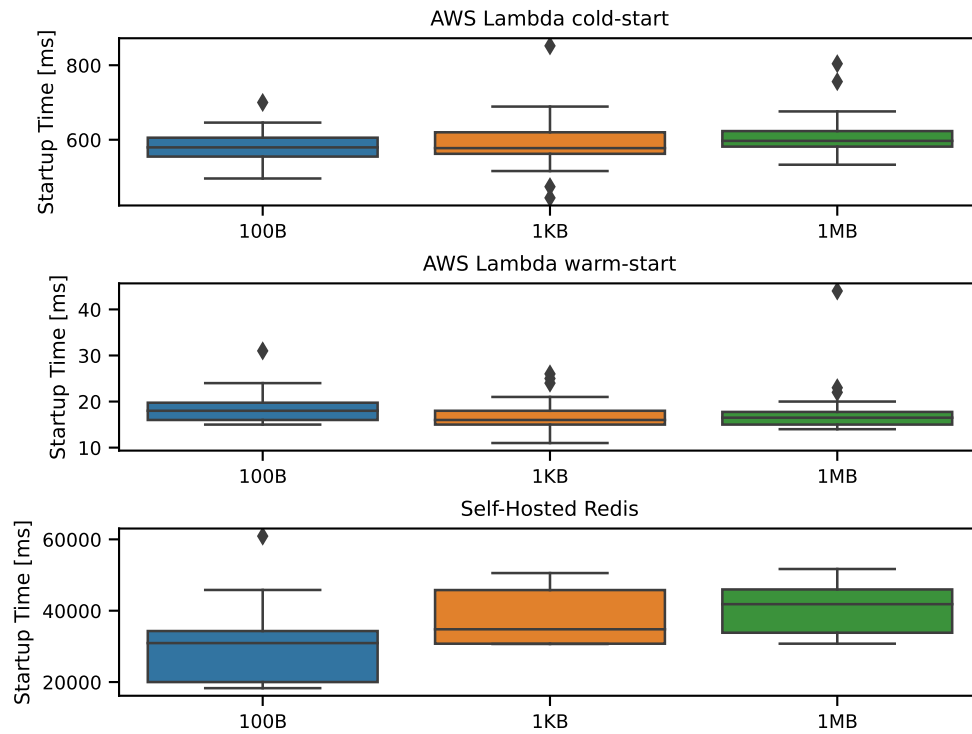 AWS Lambda cold-start
Startup Time [ms]
800
600
100B 1KB 1MB
AWS Lambda warm-start
Startup Time [ms]
40
30
20
10
100B 1KB 1MB
Self-Hosted Redis
Startup Time [ms]
60000
40000
20000
100B 1KB 1MB